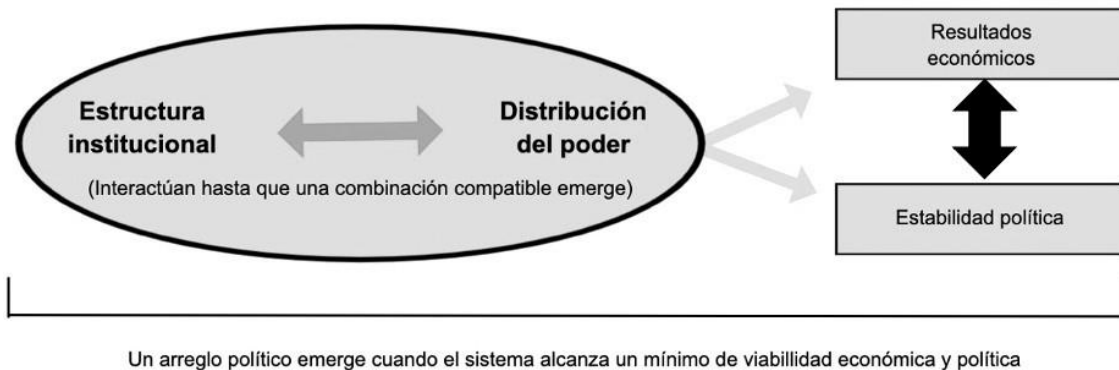 Resultados
económicos
Estructura
institucional
Distribución
del poder
(Interactúan hasta que una combinación compatible emerge)
Estabilidad política
Un arreglo político emerge cuando el sistema alcanza un mínimo de viabillidad económica y política